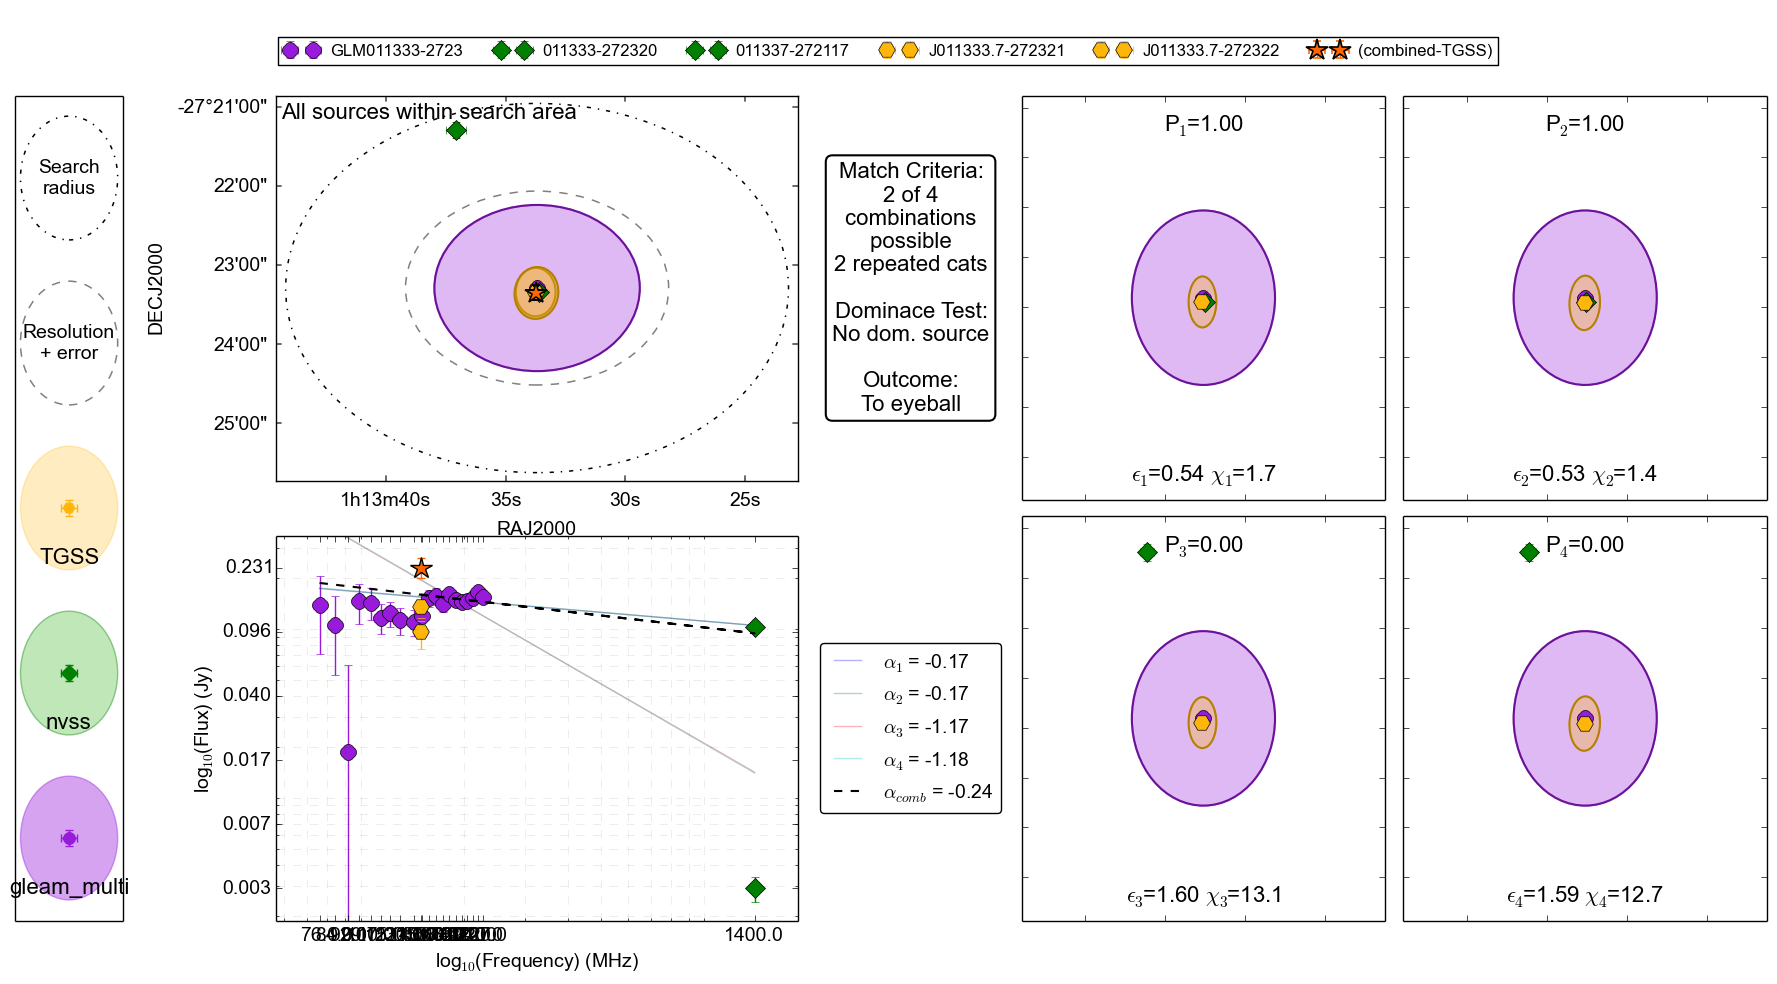 GLM011333-2723 011333-272320 011337-272117 J011333.7-272321 J011333.7-272322 (combined-TGSS)
Search
radius
Resolution
+ error
TGSS
nvss
gleam_multi
All sources within search area
-27°21'00"
22'00"
23'00"
24'00"
25'00"
DECJ2000
1h13m40s 35s 30s 25s
RAJ2000
Match Criteria:
2 of 4
combinations
possible
2 repeated cats
Dominace Test:
No dom. source
Outcome:
To eyeball
P1=1.00
ϵ1=0.54 χ1=1.7
P2=1.00
ϵ2=0.53 χ2=1.4
P3=0.00
ϵ3=1.60 χ3=13.1
P4=0.00
ϵ4=1.59 χ4=12.7
0.231
0.096
0.040
0.017
0.007
0.003
log10(Flux) (Jy)
1400.0
log10(Frequency) (MHz)
α1 = -0.17
α2 = -0.17
α3 = -1.17
α4 = -1.18
αcomb = -0.24